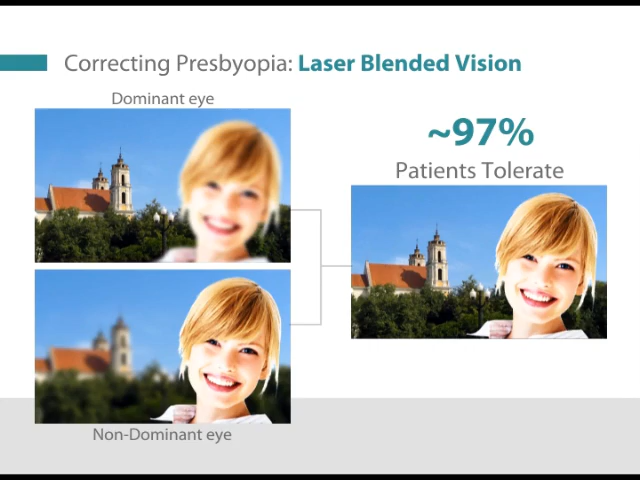 Correcting Presbyopia: Laser Blended Vision
Dominant eye
~97%
Patients Tolerate
Non-Dominant eye